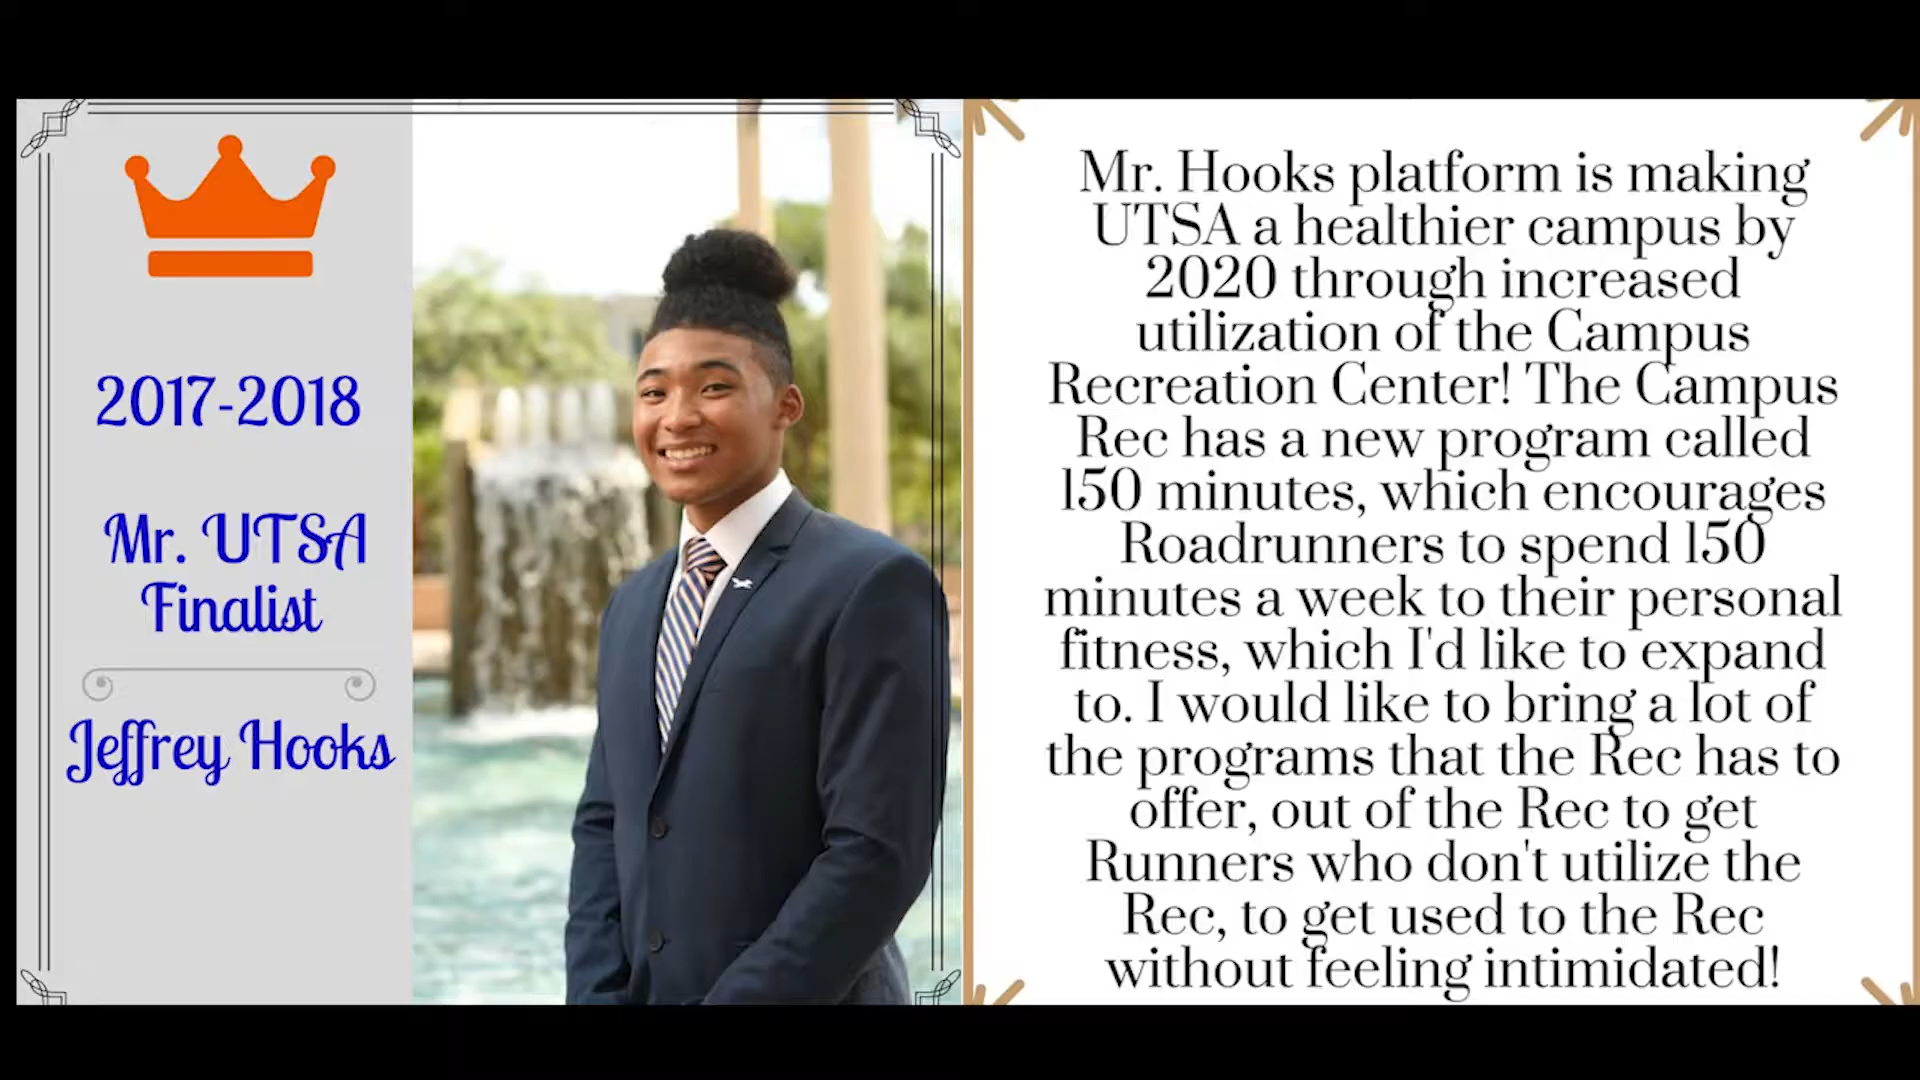 2017-2018
Mr. UTSA
Finalist
Jeffrey Hooks
Mr. Hooks platform is making
UTSA a healthier campus by
2020 through increased
utilization of the Campus
Recreation Center! The Campus
Rec has a new program called
150 minutes, which encourages
Roadrunners to spend 150
minutes a week to their personal
fitness, which I'd like to expand
to. I would like to bring a lot of
the programs that the Rec has to
offer, out of the Rec to get
Runners who don't utilize the
Rec, to get used to the Rec
without feeling intimidated!